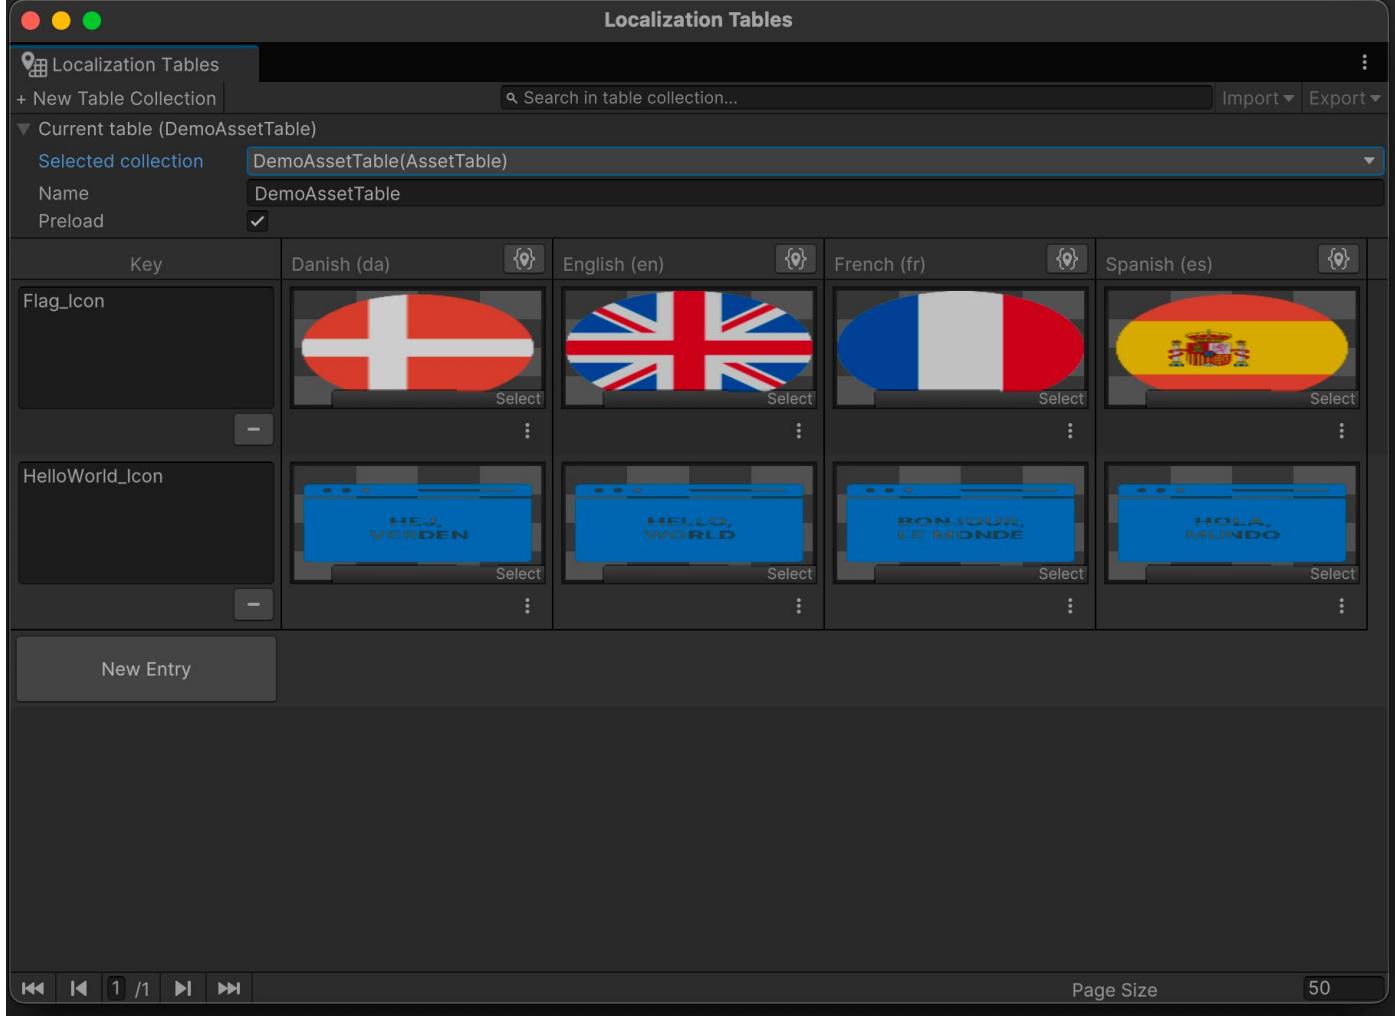 Localization Tables
Localization Tables
+ New Table Collection
Search in table collection...
Import
Export
Current table (DemoAssetTable)
Selected collection
DemoAssetTable(AssetTable)
Name
DemoAssetTable
Preload
Key
Danish (da)
English (en)
French (fr)
Spanish (es)
Flag_Icon
Select
Select
Select
Select
HelloWorld_Icon
HEJ,
VERDEN
HELLO,
WORLD
BONJOUR,
LE MONDE
HOLA,
MUNDO
Select
Select
Select
Select
New Entry
1 /1
Page Size
50